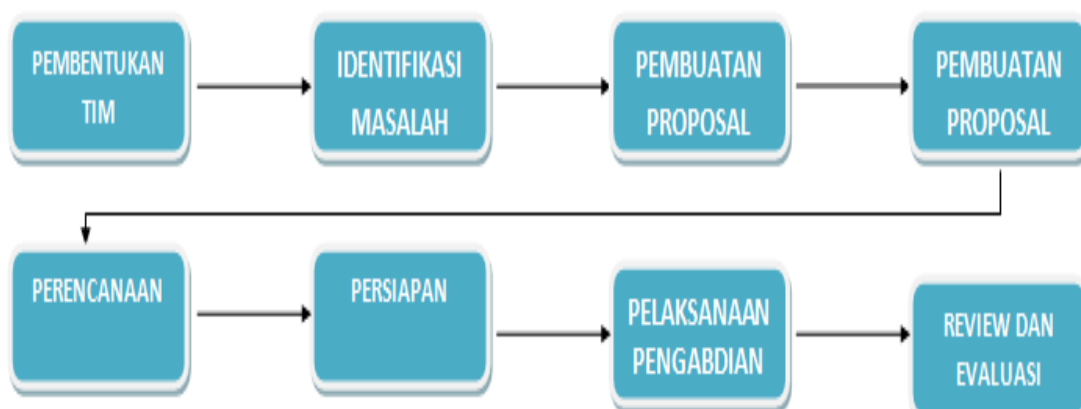 PEMBENTUKAN
TIM
IDENTIFIKASI
MASALAH
PEMBUATAN
PROPOSAL
PEMBUATAN
PROPOSAL
PERENCANAAN
PERSIAPAN
PELAKSANAAN
PENGABDIAN
REVIEW DAN
EVALUASI